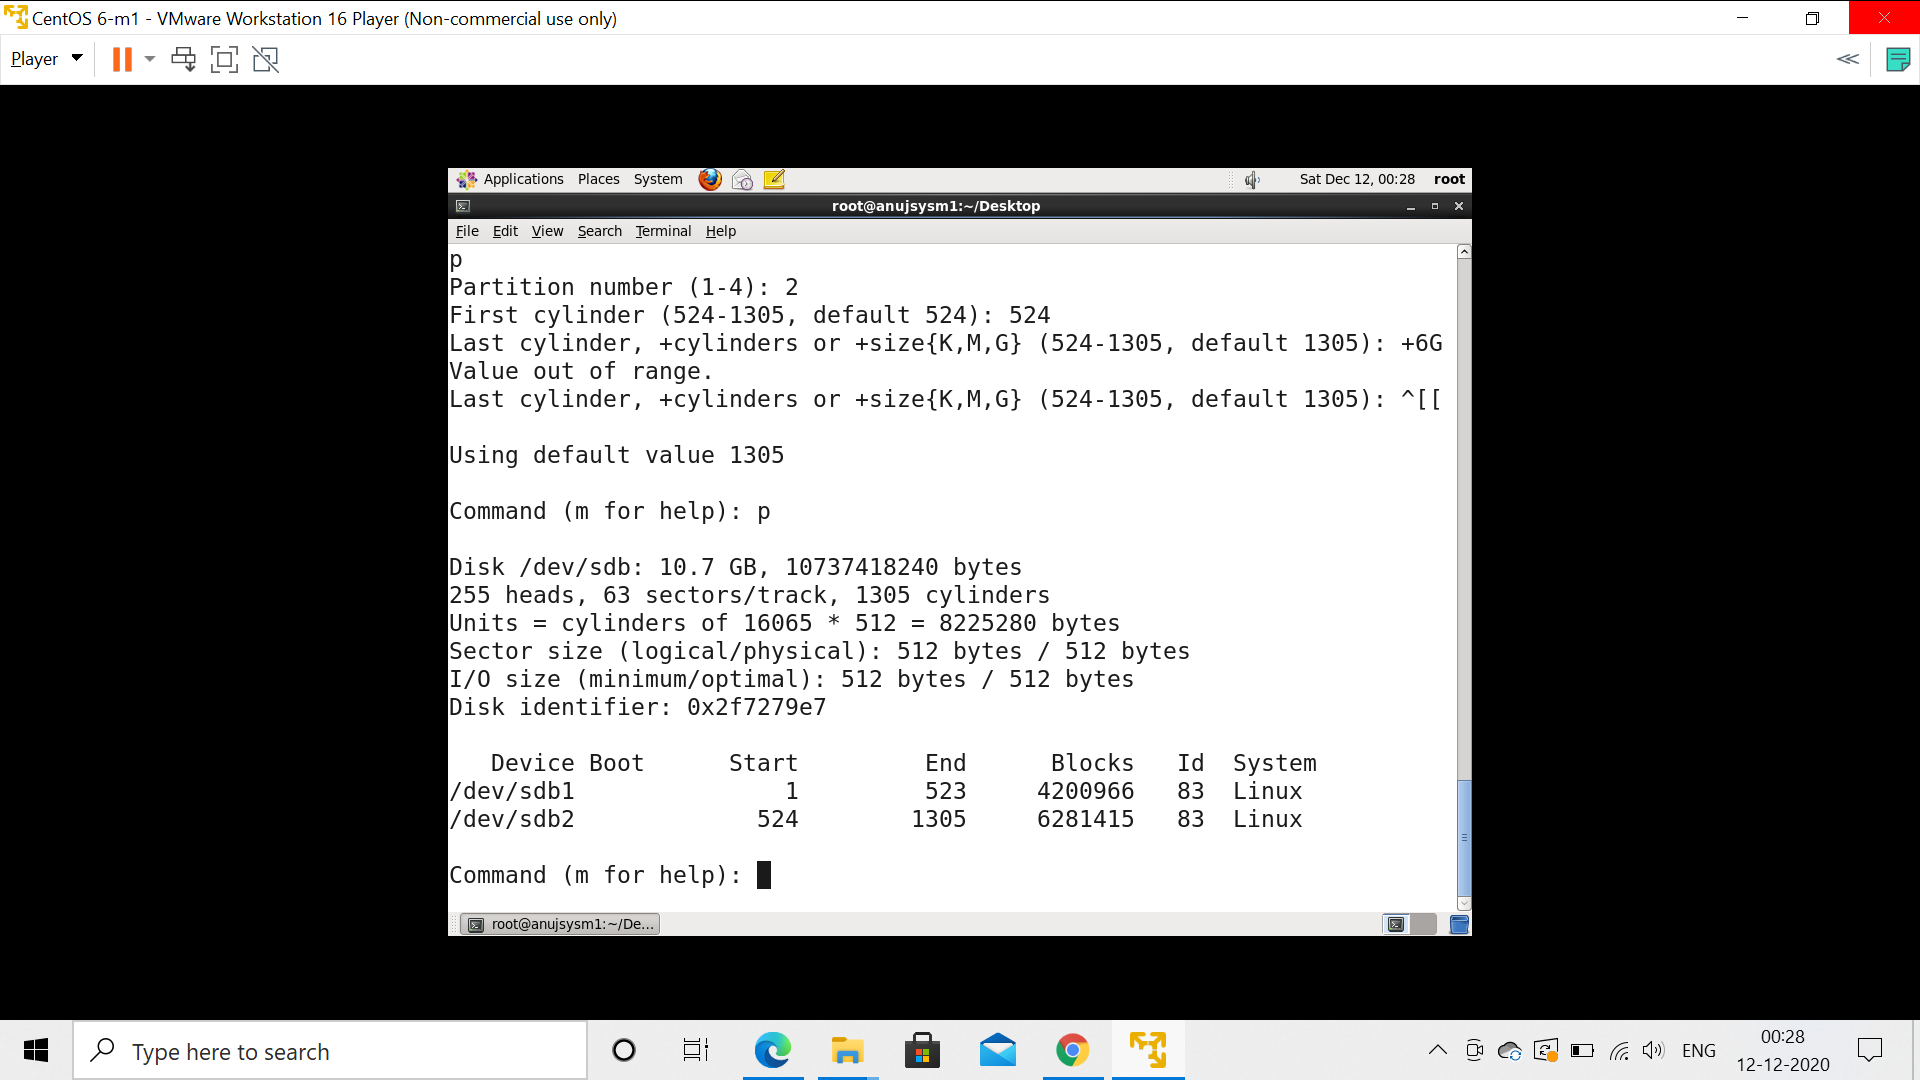 CentOS 6-m1 - VMware Workstation 16 Player (Non-commercial use only)
Player
Applications Places System Sat Dec 12, 00:28 root
root@anujsysm1:~/Desktop
File Edit View Search Terminal Help
p
Partition number (1-4): 2
First cylinder (524-1305, default 524): 524
Last cylinder, +cylinders or +size{K,M,G} (524-1305, default 1305): +6G
Value out of range.
Last cylinder, +cylinders or +size{K,M,G} (524-1305, default 1305): ^[[
Using default value 1305
Command (m for help): p
Disk /dev/sdb: 10.7 GB, 10737418240 bytes
255 heads, 63 sectors/track, 1305 cylinders
Units = cylinders of 16065 * 512 = 8225280 bytes
Sector size (logical/physical): 512 bytes / 512 bytes
I/O size (minimum/optimal): 512 bytes / 512 bytes
Disk identifier: 0x2f7279e7
Device Boot Start End Blocks Id System
/dev/sdb1 1 523 4200966 83 Linux
/dev/sdb2 524 1305 6281415 83 Linux
Command (m for help):
root@anujsysm1:~/De...
Type here to search
ENG
00:28
12-12-2020